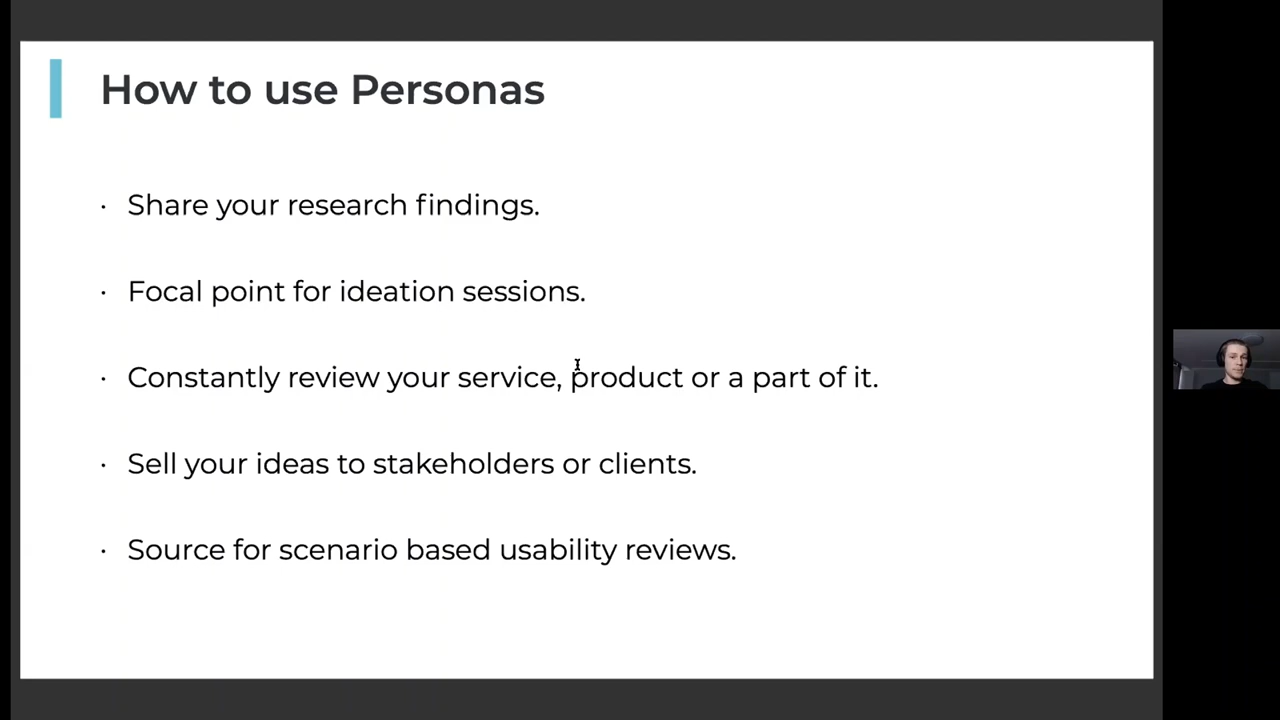 How to use Personas
· Share your research findings.
· Focal point for ideation sessions.
· Constantly review your service, product or a part of it.
· Sell your ideas to stakeholders or clients.
· Source for scenario based usability reviews.